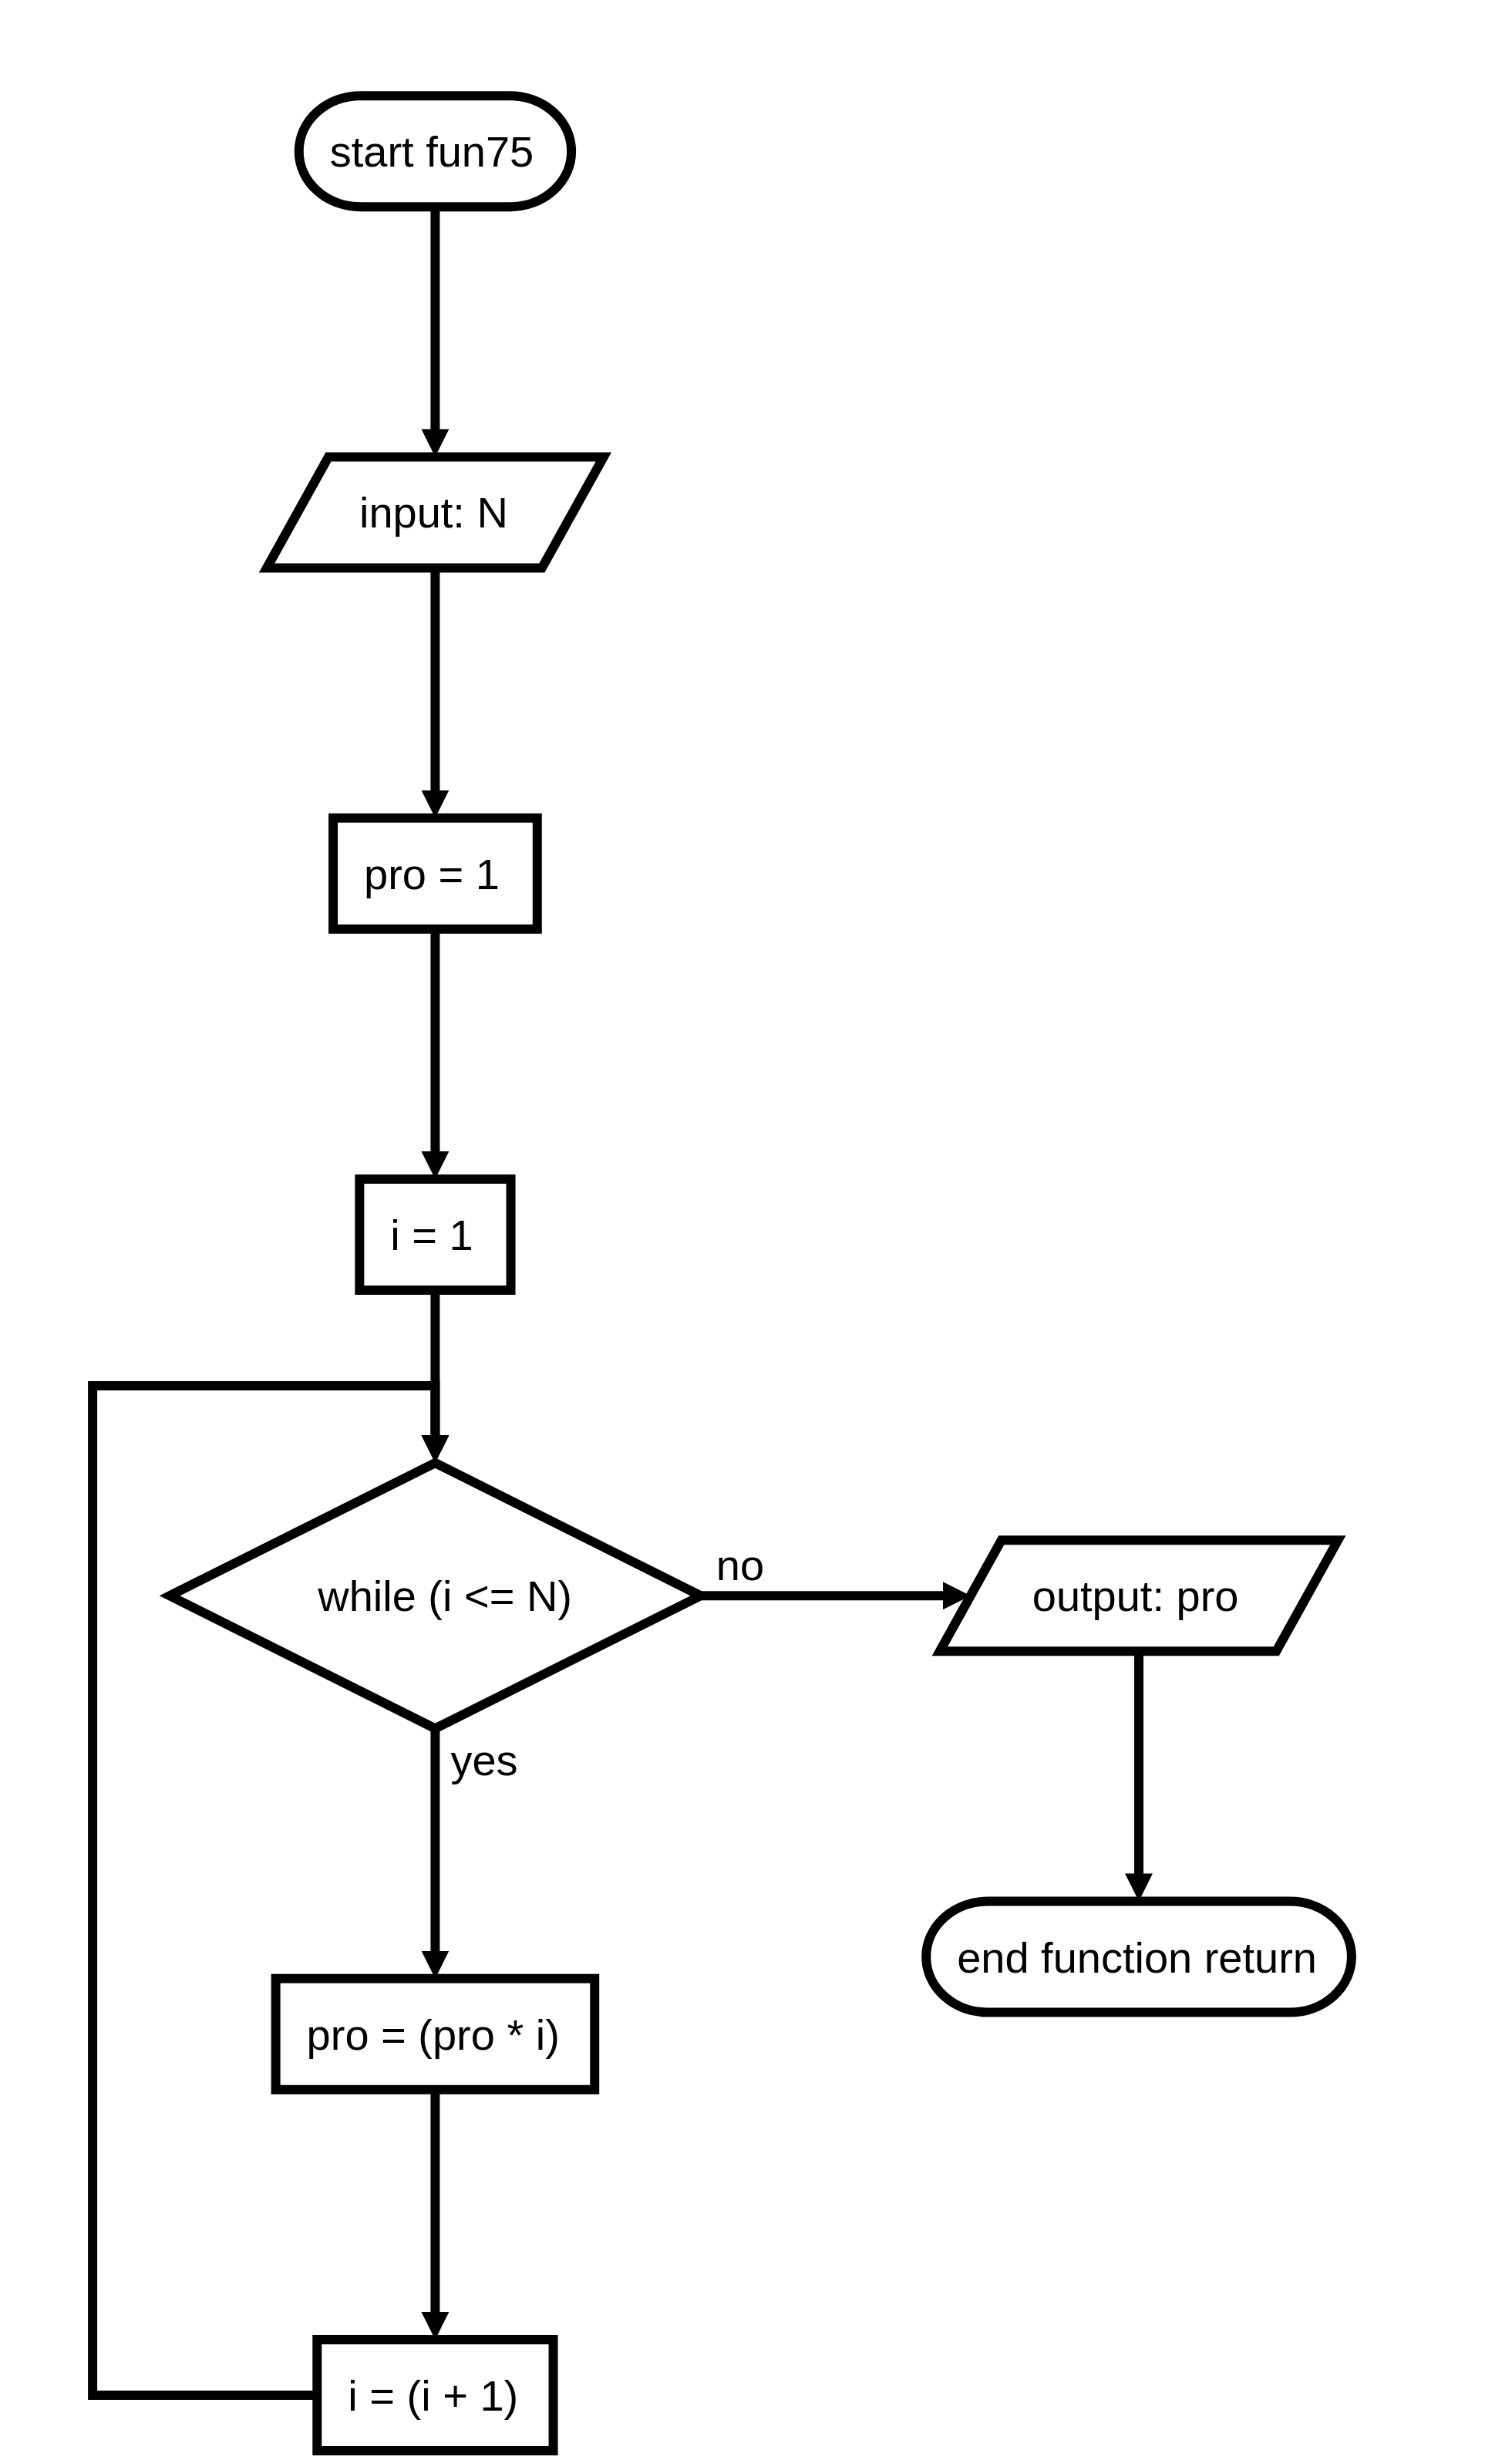 start fun75
input: N
pro = 1
i = 1
while (i <= N)
no
output: pro
yes
end function return
pro = (pro * i)
i = (i + 1)